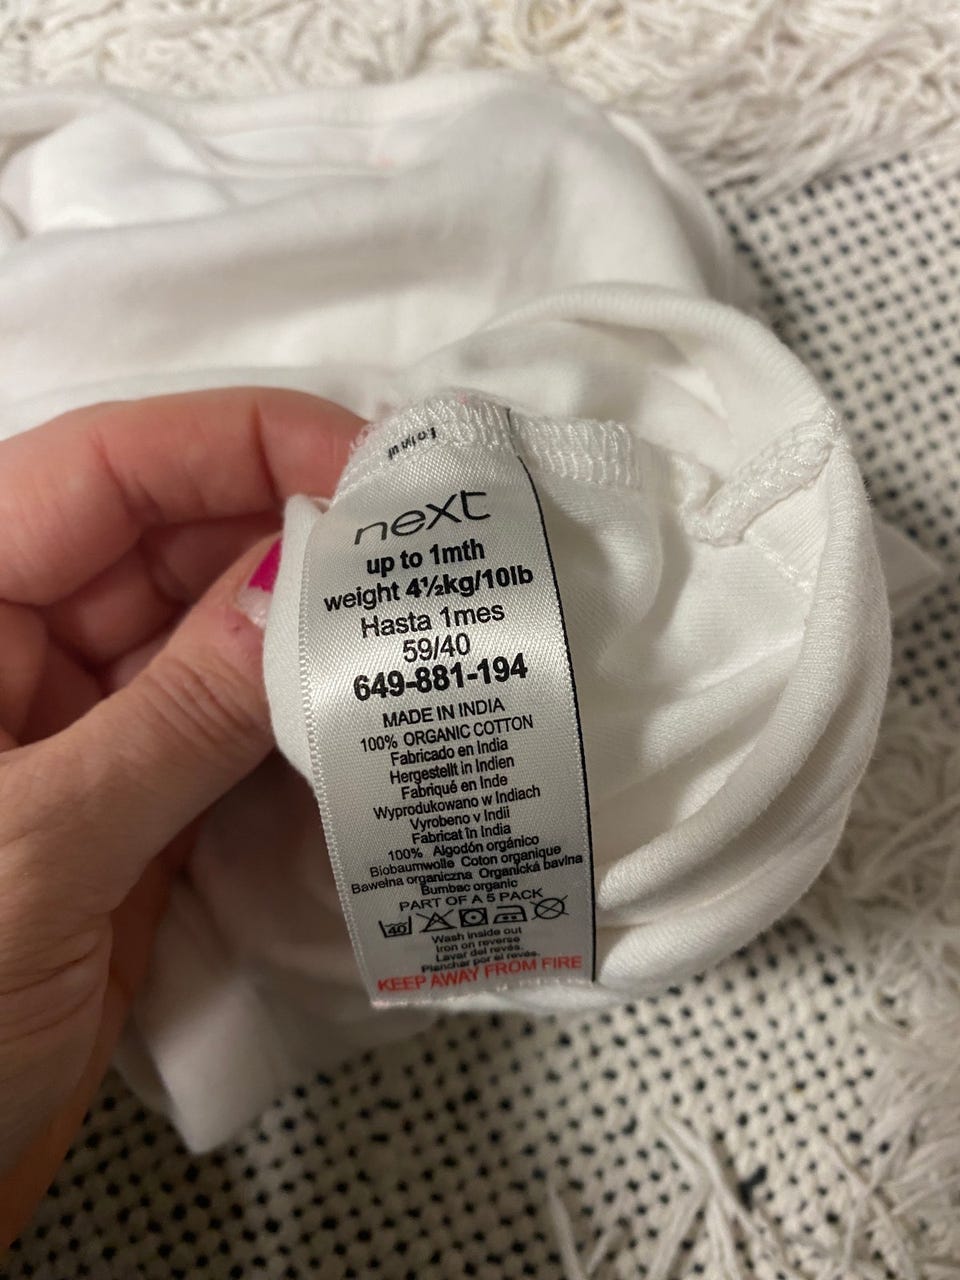 next
up to 1mth
weight 4½kg/10lb
Hasta 1mes
59/40
649-881-194
MADE IN INDIA
100% ORGANIC COTTON
Fabricado en India
Hergestellt in Indien
Fabriqué en Inde
Wyprodukowano w Indiach
Vyrobeno v Indii
Fabricat în India
100% Algodón orgánico
Biobaumwolle Coton organique
Bawełna organiczna Organická bavlna
Bumbac organic
PART OF A 5 PACK
40
Wash inside out
Iron on reverse
Lavar del revés.
Planchar por el revés.
KEEP AWAY FROM FIRE